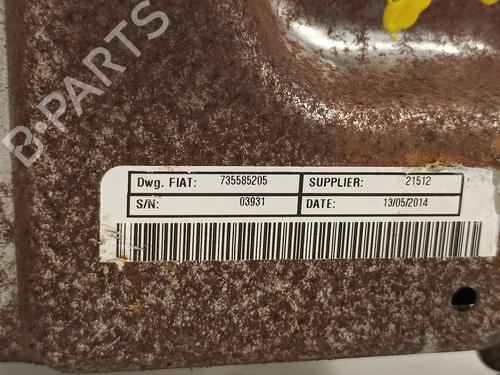 B-PARTS
Dwg. FIAT: 735585205 SUPPLIER: 21512
S/N: 03931 DATE: 13/05/2014